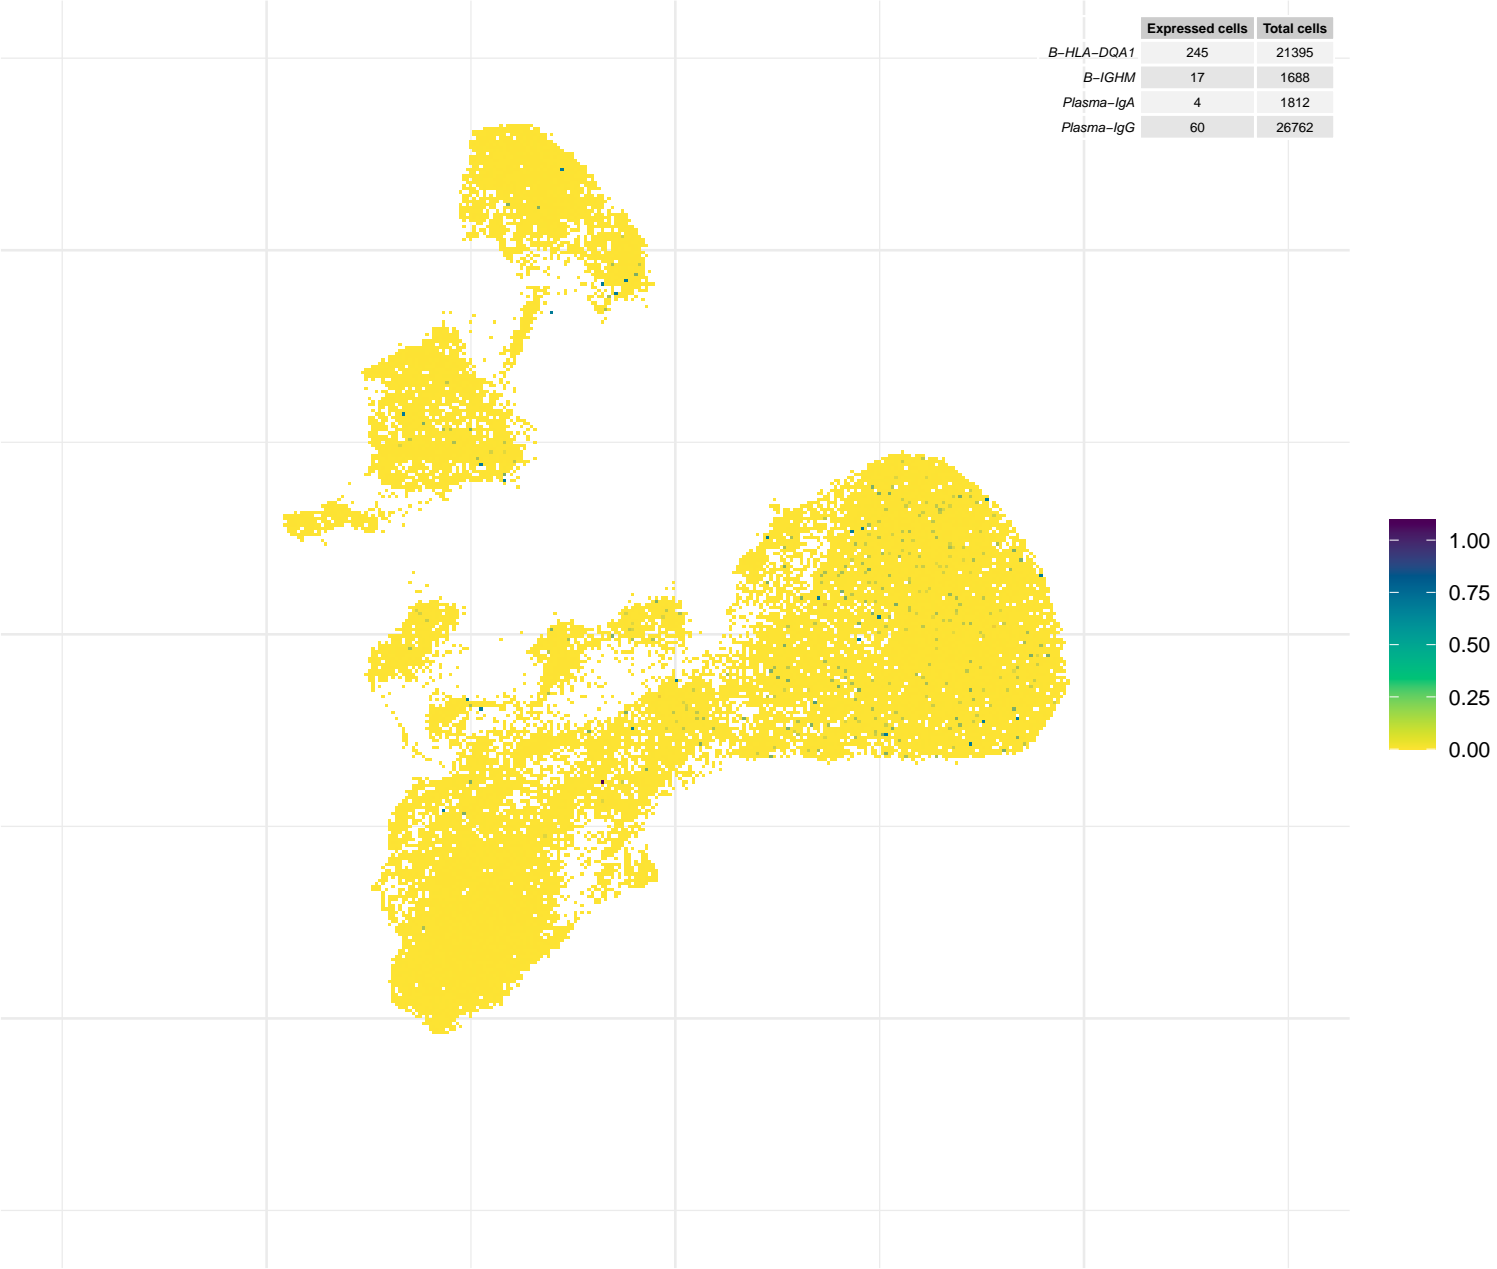 Expressed cells Total cells
B−HLA−DQA1 245 21395
B−IGHM 17 1688
Plasma−IgA 4 1812
Plasma−IgG 60 26762
1.00
0.75
0.50
0.25
0.00